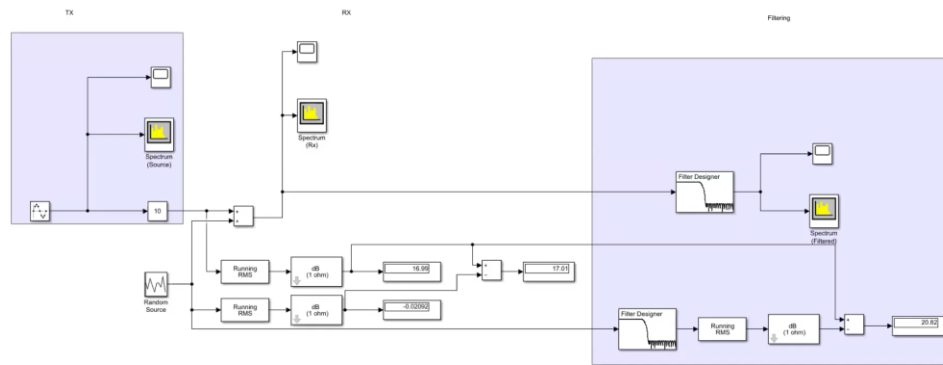 TX
RX
Filtering
Spectrum
(Source)
Spectrum
(Rx)
10
+
+
Filter Designer
Spectrum
(Filtered)
Running
RMS
dB
(1 ohm)
16.99
+
−
17.01
Random
Source
Running
RMS
dB
(1 ohm)
-0.02092
Filter Designer
Running
RMS
dB
(1 ohm)
+
−
20.82